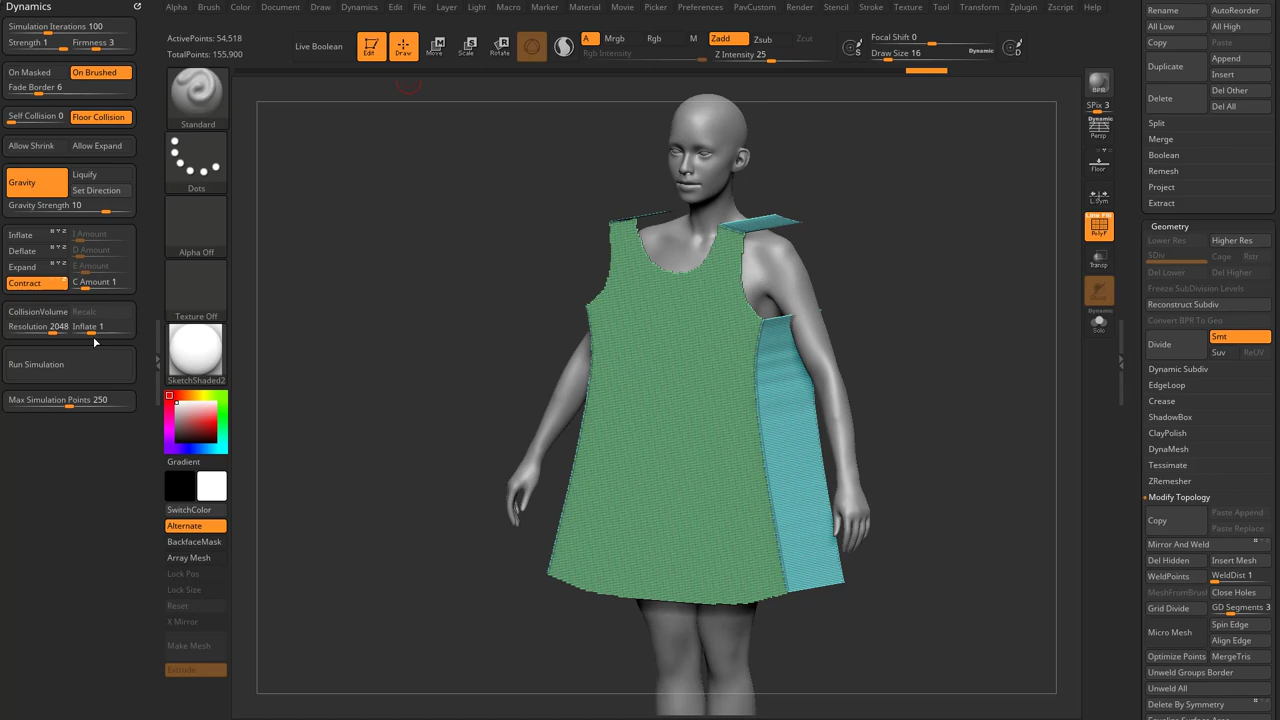 Dynamics
Simulation Iterations 100
Strength 1 Firmness 3
On Masked On Brushed
Fade Border 6
Self Collision 0 Floor Collision
Allow Shrink Allow Expand
Gravity Liquify
Set Direction
Gravity Strength 10
Inflate I Amount
Deflate D Amount
Expand E Amount
Contract C Amount 1
CollisionVolume Recalc
Resolution 2048 Inflate 1
Run Simulation
Max Simulation Points 250
Alpha Brush Color Document Draw Dynamics Edit File Layer Light Macro Marker Material Movie Picker Preferences PavCustom Render Stencil Stroke Texture Tool Transform Zplugin Zscript Help
ActivePoints: 54,518
TotalPoints: 155,900
Live Boolean
Edit Draw Move Scale Rotate
A Mrgb Rgb M Zadd Zsub Zcut
Rgb Intensity Z Intensity 25
Focal Shift 0
Draw Size 16 Dynamic
S D
Standard
Dots
Alpha Off
Texture Off
SketchShaded2
Gradient
SwitchColor
Alternate
BackfaceMask
Array Mesh
Lock Pos
Lock Size
Reset
X Mirror
Make Mesh
Extrude
BPR
SPix 3
Dynamic
Persp
Floor
L.Sym
Line Fill
PolyF
Transp
Dynamic
Solo
Rename AutoReorder
All Low All High
Copy Paste
Duplicate Append
Insert
Delete Del Other
Del All
Split
Merge
Boolean
Remesh
Project
Extract
Geometry
Lower Res Higher Res
SDiv Cage Rstr
Del Lower Del Higher
Freeze SubDivision Levels
Reconstruct Subdiv
Convert BPR To Geo
Divide Smt
Suv ReUV
Dynamic Subdiv
EdgeLoop
Crease
ShadowBox
ClayPolish
DynaMesh
Tessimate
ZRemesher
Modify Topology
Copy Paste Append
Paste Replace
Mirror And Weld
Del Hidden Insert Mesh
WeldPoints WeldDist 1
MeshFromBrush Close Holes
Grid Divide GD Segments 3
Micro Mesh Spin Edge
Align Edge
Optimize Points MergeTris
Unweld Groups Border
Unweld All
Delete By Symmetry